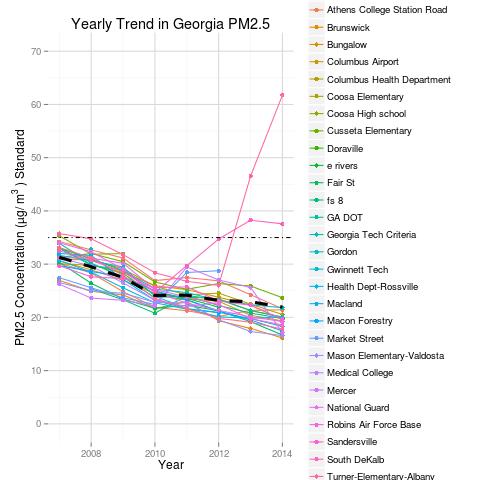 Yearly Trend in Georgia PM2.5
PM2.5 Concentration (μg/ m³ ) Standard
70
60
50
40
30
20
10
0
2008
2010
2012
2014
Year
Athens College Station Road
Brunswick
Bungalow
Columbus Airport
Columbus Health Department
Coosa Elementary
Coosa High school
Cusseta Elementary
Doraville
e rivers
Fair St
fs 8
GA DOT
Georgia Tech Criteria
Gordon
Gwinnett Tech
Health Dept-Rossville
Macland
Macon Forestry
Market Street
Mason Elementary-Valdosta
Medical College
Mercer
National Guard
Robins Air Force Base
Sandersville
South DeKalb
Turner-Elementary-Albany